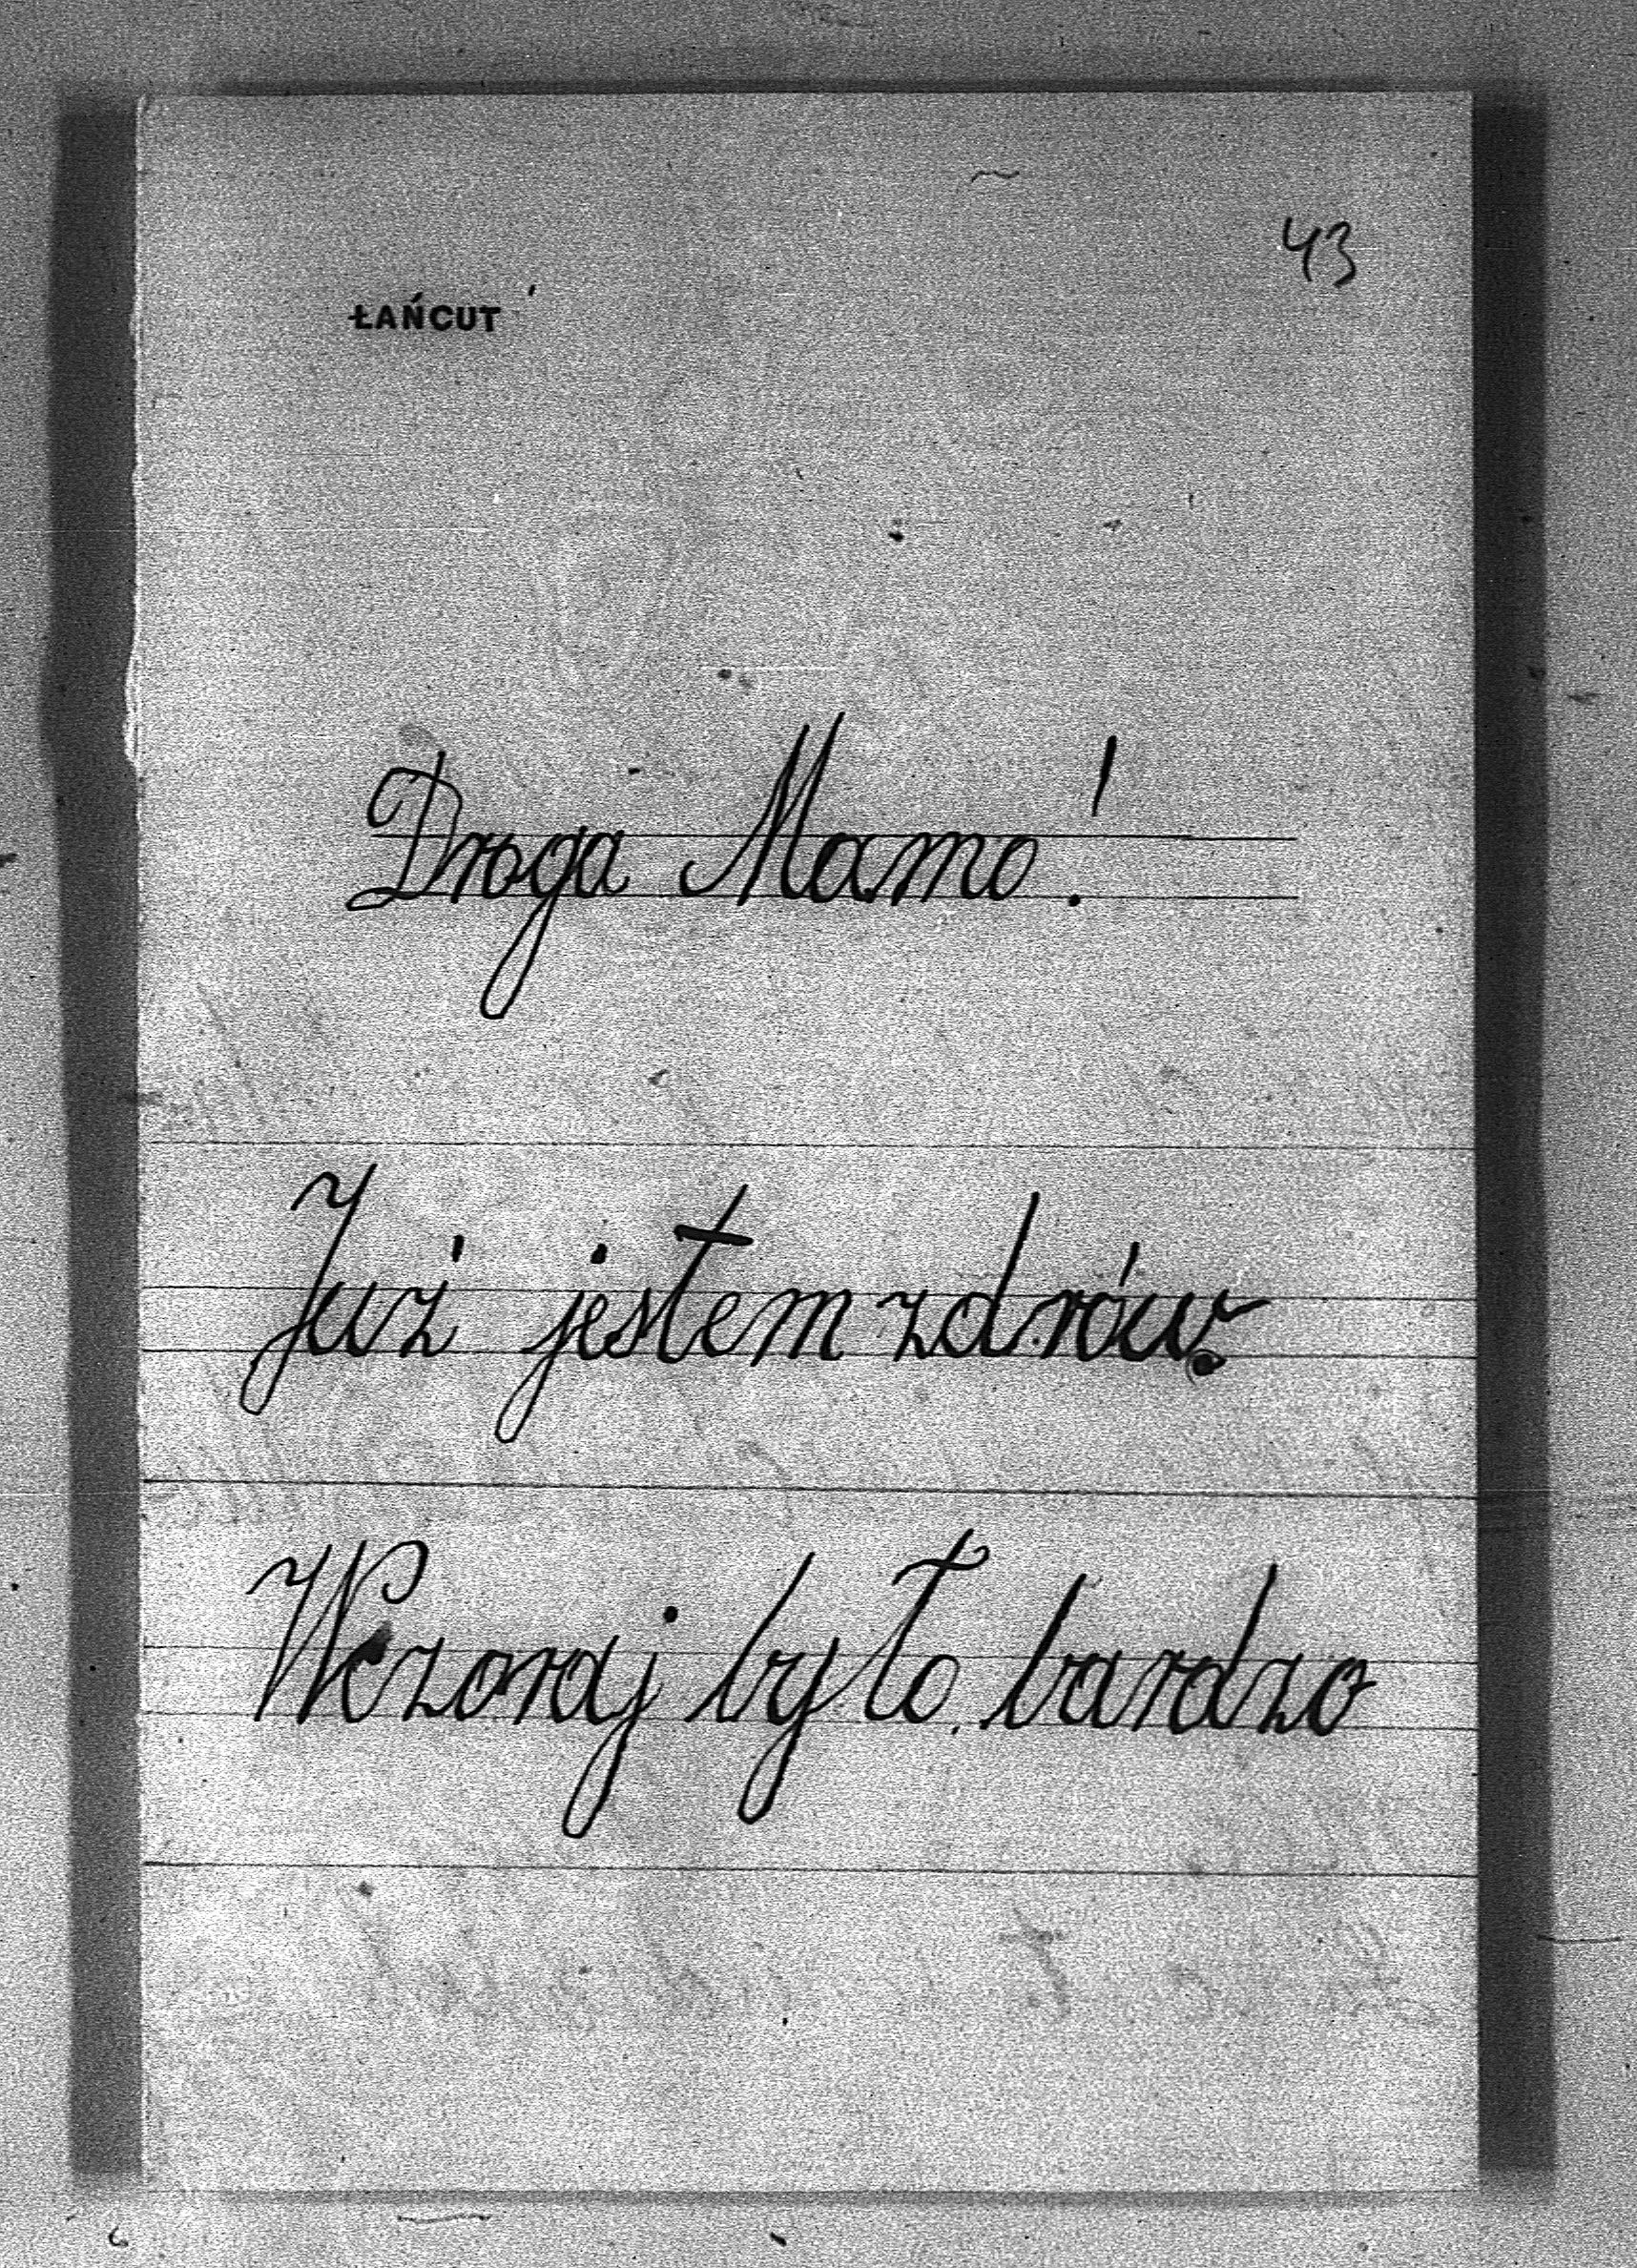 43
ŁAŃCUT
Droga Mamo!
Już jestem zdrów.
Wczoraj było bardzo